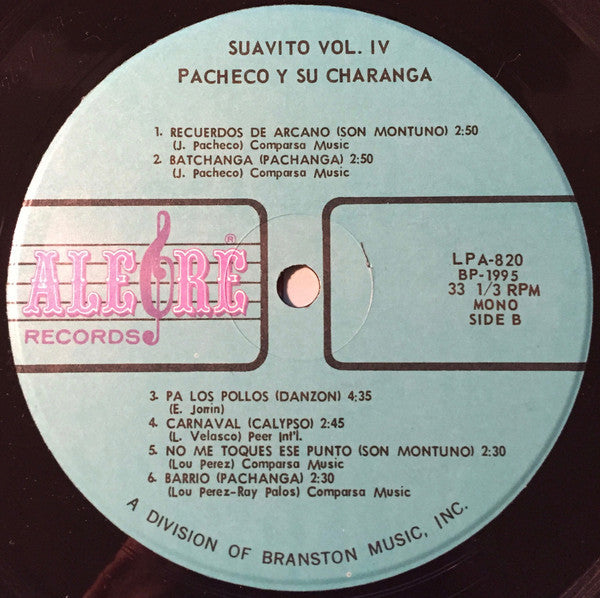 SUAVITO VOL. IV
PACHECO Y SU CHARANGA
1. RECUERDOS DE ARCANO (SON MONTUNO) 2:50
(J. Pacheco) Comparsa Music
2. BATCHANGA (PACHANGA) 2:50
(J. Pacheco) Comparsa Music
ALEGRE ®
RECORDS
LPA-820
BP-1995
33 1/3 RPM
MONO
SIDE B
3. PA LOS POLLOS (DANZON) 4:35
(E. Jorrin)
4. CARNAVAL (CALYPSO) 2:45
(L. Velasco) Peer Int'l.
5. NO ME TOQUES ESE PUNTO (SON MONTUNO) 2:30
(Lou Perez) Comparsa Music
6. BARRIO (PACHANGA) 2:30
(Lou Perez-Ray Palos) Comparsa Music
A DIVISION OF BRANSTON MUSIC, INC.